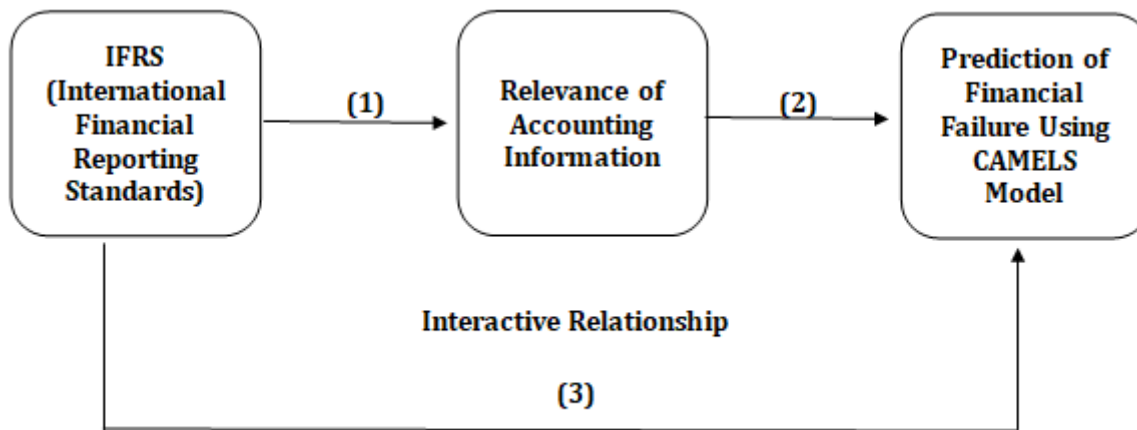 IFRS
(International
Financial
Reporting
Standards)
(1)
Relevance of
Accounting
Information
(2)
Prediction of
Financial
Failure Using
CAMELS
Model
Interactive Relationship
(3)